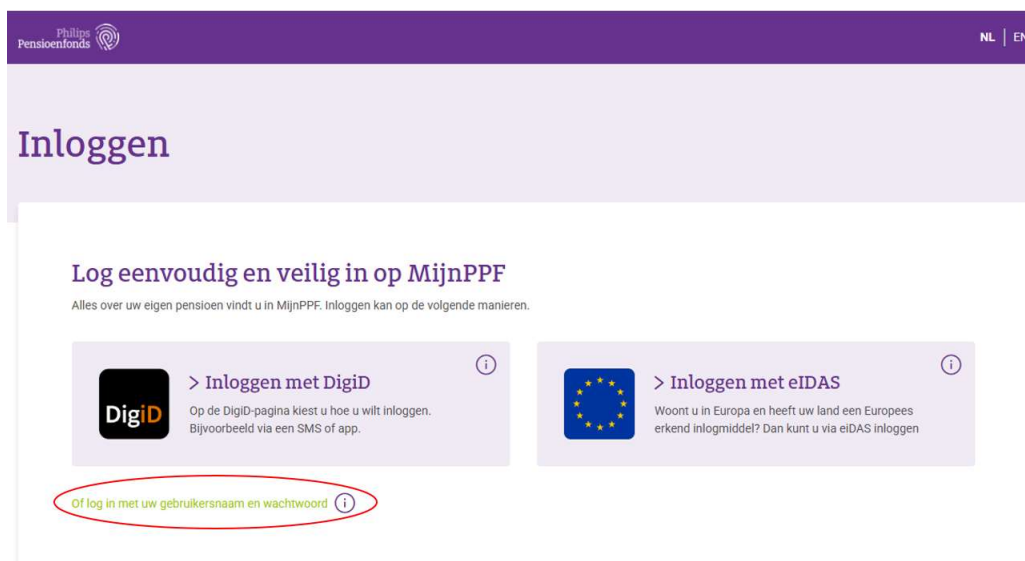 Philips
Pensioenfonds
NL | EN
Inloggen
Log eenvoudig en veilig in op MijnPPF
Alles over uw eigen pensioen vindt u in MijnPPF. Inloggen kan op de volgende manieren.
DigiD
> Inloggen met DigiD
Op de DigiD-pagina kiest u hoe u wilt inloggen.
Bijvoorbeeld via een SMS of app.
> Inloggen met eIDAS
Woont u in Europa en heeft uw land een Europees
erkend inlogmiddel? Dan kunt u via eiDAS inloggen
Of log in met uw gebruikersnaam en wachtwoord